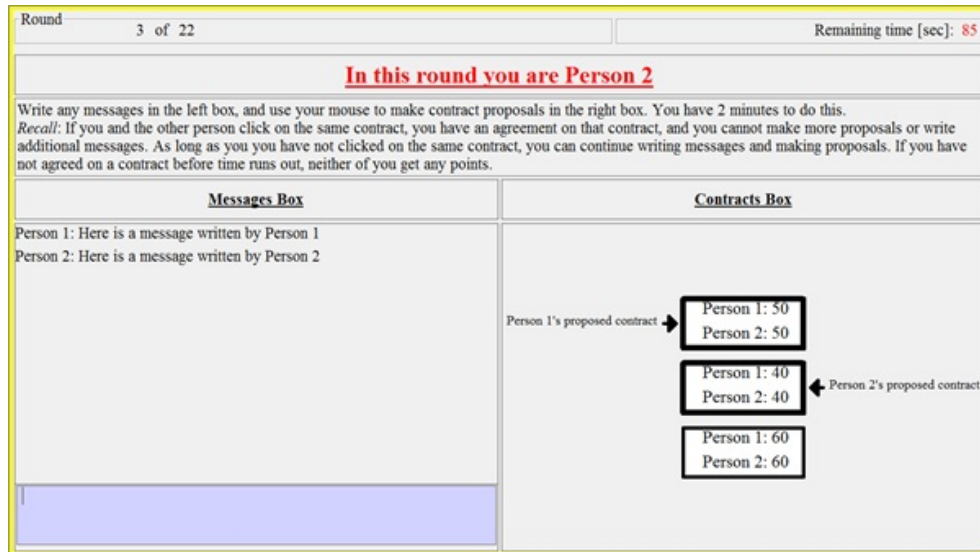 Round
3 of 22
Remaining time [sec]: 85
In this round you are Person 2
Write any messages in the left box, and use your mouse to make contract proposals in the right box. You have 2 minutes to do this.
Recall: If you and the other person click on the same contract, you have an agreement on that contract, and you cannot make more proposals or write
additional messages. As long as you you have not clicked on the same contract, you can continue writing messages and making proposals. If you have
not agreed on a contract before time runs out, neither of you get any points.
Messages Box
Contracts Box
Person 1: Here is a message written by Person 1
Person 2: Here is a message written by Person 2
Person 1's proposed contract
Person 1: 50
Person 2: 50
Person 1: 40
Person 2: 40
Person 2's proposed contract
Person 1: 60
Person 2: 60